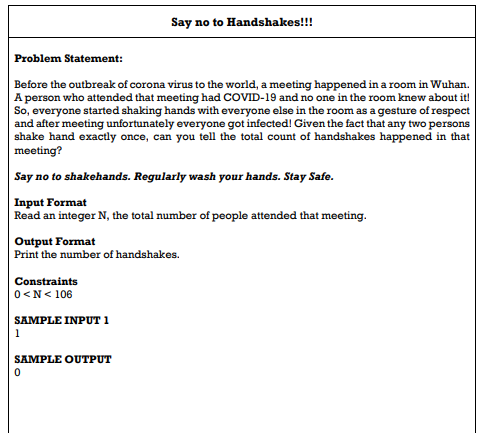 Say no to Handshakes!!!
Problem Statement:
Before the outbreak of corona virus to the world, a meeting happened in a room in Wuhan.
A person who attended that meeting had COVID-19 and no one in the room knew about it!
So, everyone started shaking hands with everyone else in the room as a gesture of respect
and after meeting unfortunately everyone got infected! Given the fact that any two persons
shake hand exactly once, can you tell the total count of handshakes happened in that
meeting?
Say no to shakehands. Regularly wash your hands. Stay Safe.
Input Format
Read an integer N, the total number of people attended that meeting.
Output Format
Print the number of handshakes.
Constraints
0 < N < 106
SAMPLE INPUT 1
1
SAMPLE OUTPUT
0